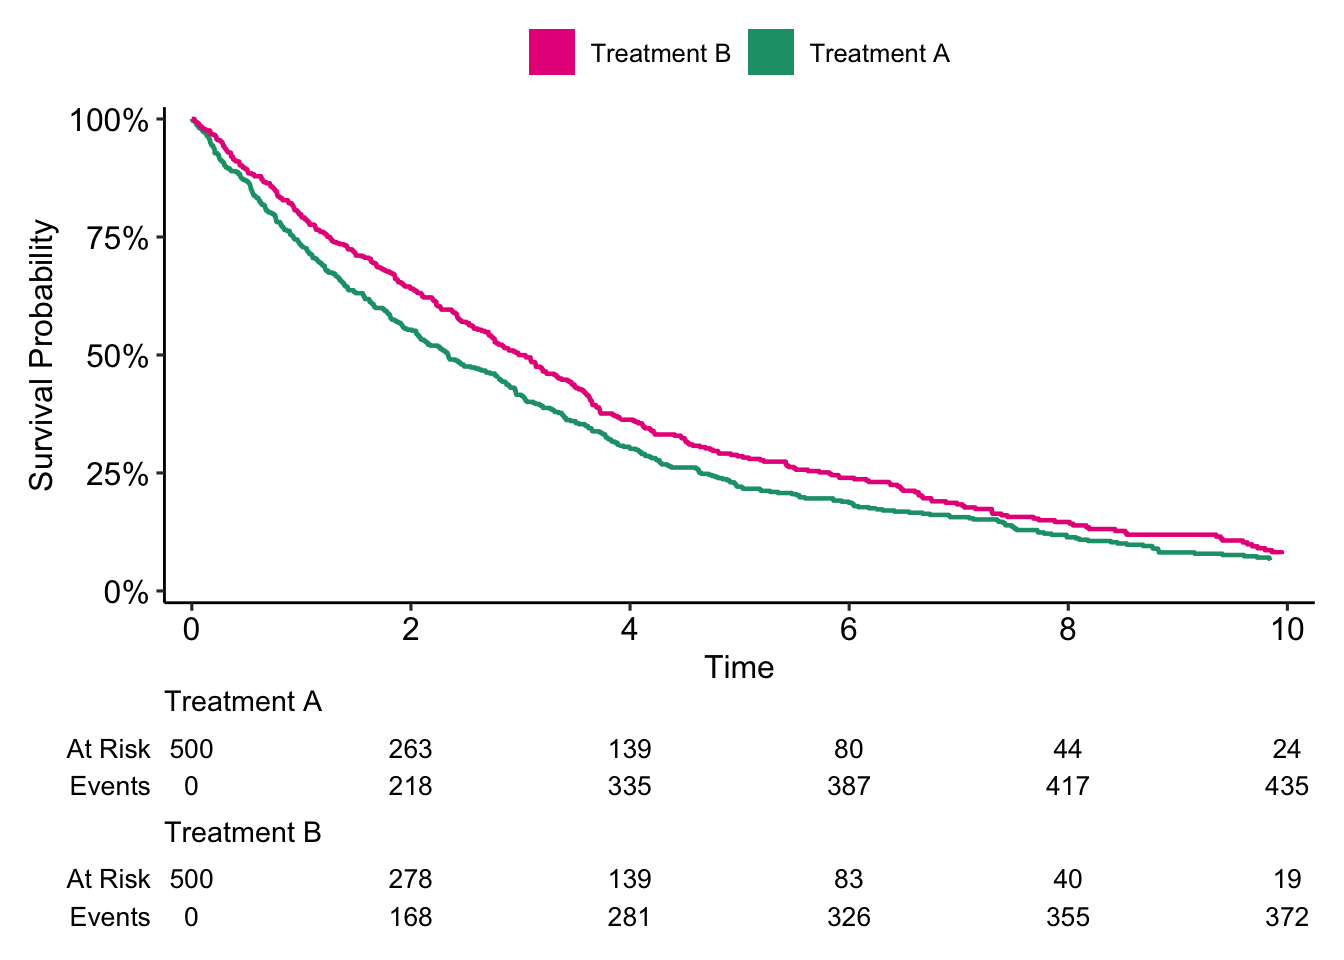 Treatment B Treatment A
100%
75%
50%
25%
0%
Survival Probability
0 2 4 6 8 10
Time
Treatment A
At Risk 500 263 139 80 44 24
Events 0 218 335 387 417 435
Treatment B
At Risk 500 278 139 83 40 19
Events 0 168 281 326 355 372